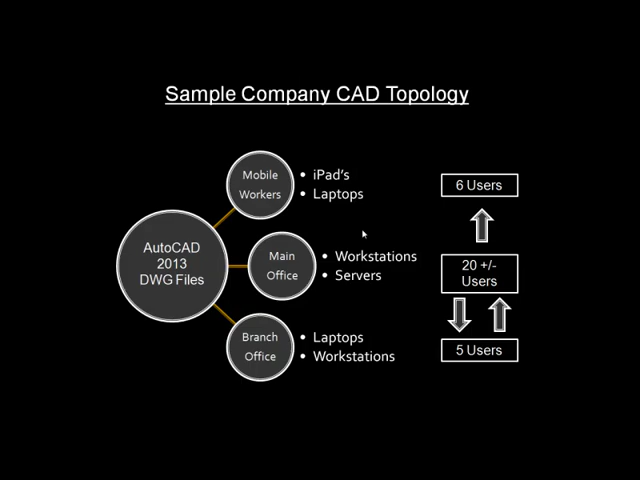 Sample Company CAD Topology
Mobile
Workers
• iPad's
• Laptops
6 Users
AutoCAD
2013
DWG Files
Main
Office
• Workstations
• Servers
20 +/-
Users
Branch
Office
• Laptops
• Workstations
5 Users